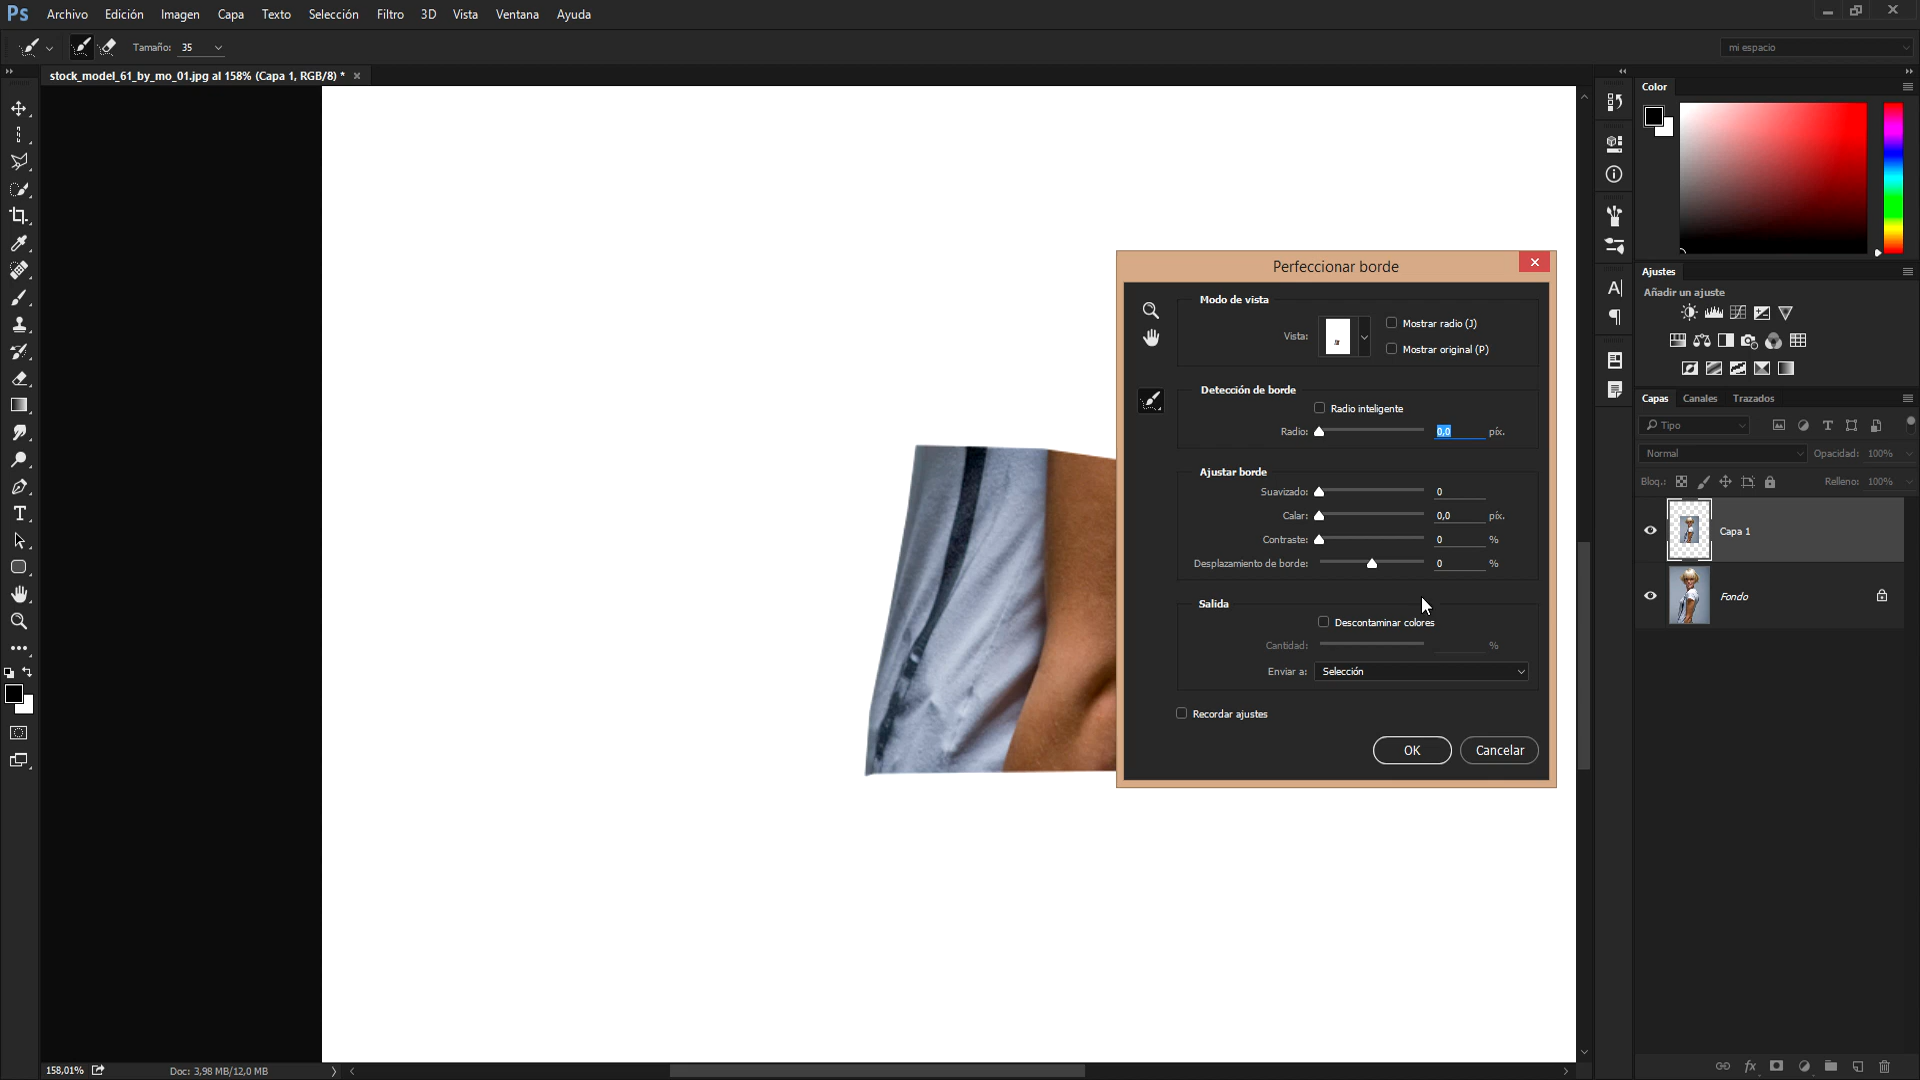 Ps Archivo Edición Imagen Capa Texto Selección Filtro 3D Vista Ventana Ayuda
Tamaño: 35
mi espacio
stock_model_61_by_mo_01.jpg al 158% (Capa 1, RGB/8) *
Color
Perfeccionar borde
Modo de vista
Vista:
Mostrar radio (J)
Mostrar original (P)
Detección de borde
Radio inteligente
Radio: 0,0 píx.
Ajustar borde
Suavizado: 0
Calar: 0,0 píx.
Contraste: 0 %
Desplazamiento de borde: 0 %
Salida
Descontaminar colores
Cantidad: %
Enviar a: Selección
Recordar ajustes
OK Cancelar
Ajustes
Añadir un ajuste
Capas Canales Trazados
Tipo
Normal Opacidad: 100%
Bloq.: Relleno: 100%
Capa 1
Fondo
158,01% Doc: 3,98 MB/12,0 MB